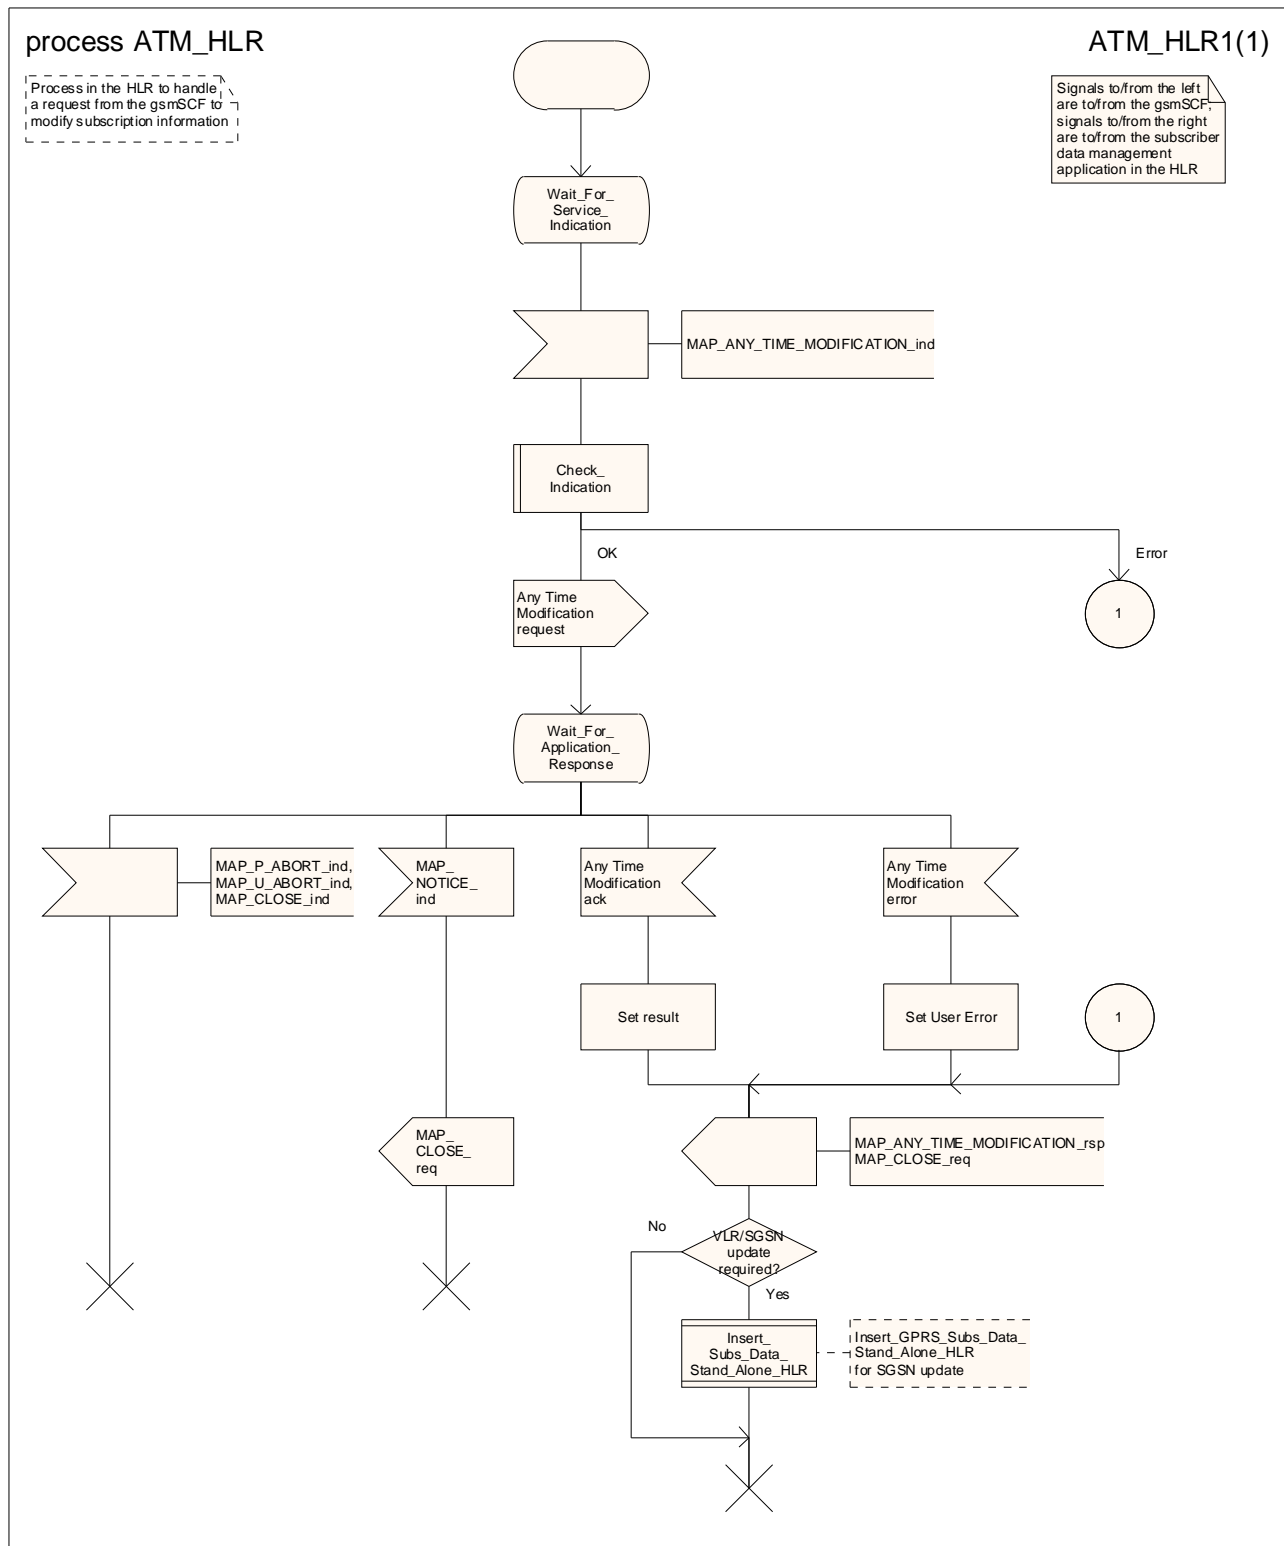 process ATM_HLR
ATM_HLR1(1)
Process in the HLR to handle
a request from the gsmSCF to
modify subscription information
Signals to/from the left
are to/from the gsmSCF;
signals to/from the right
are to/from the subscriber
data management
application in the HLR
Wait_For_
Service_
Indication
MAP_ANY_TIME_MODIFICATION_ind
Check_
Indication
OK
Error
Any Time
Modification
request
1
Wait_For_
Application_
Response
MAP_P_ABORT_ind,
MAP_U_ABORT_ind,
MAP_CLOSE_ind
MAP_
NOTICE_
ind
Any Time
Modification
ack
Any Time
Modification
error
Set result
Set User Error
1
MAP_
CLOSE_
req
MAP_ANY_TIME_MODIFICATION_rsp
MAP_CLOSE_req
No
VLR/SGSN
update
required?
Yes
Insert_
Subs_Data_
Stand_Alone_HLR
Insert_GPRS_Subs_Data_
Stand_Alone_HLR
for SGSN update